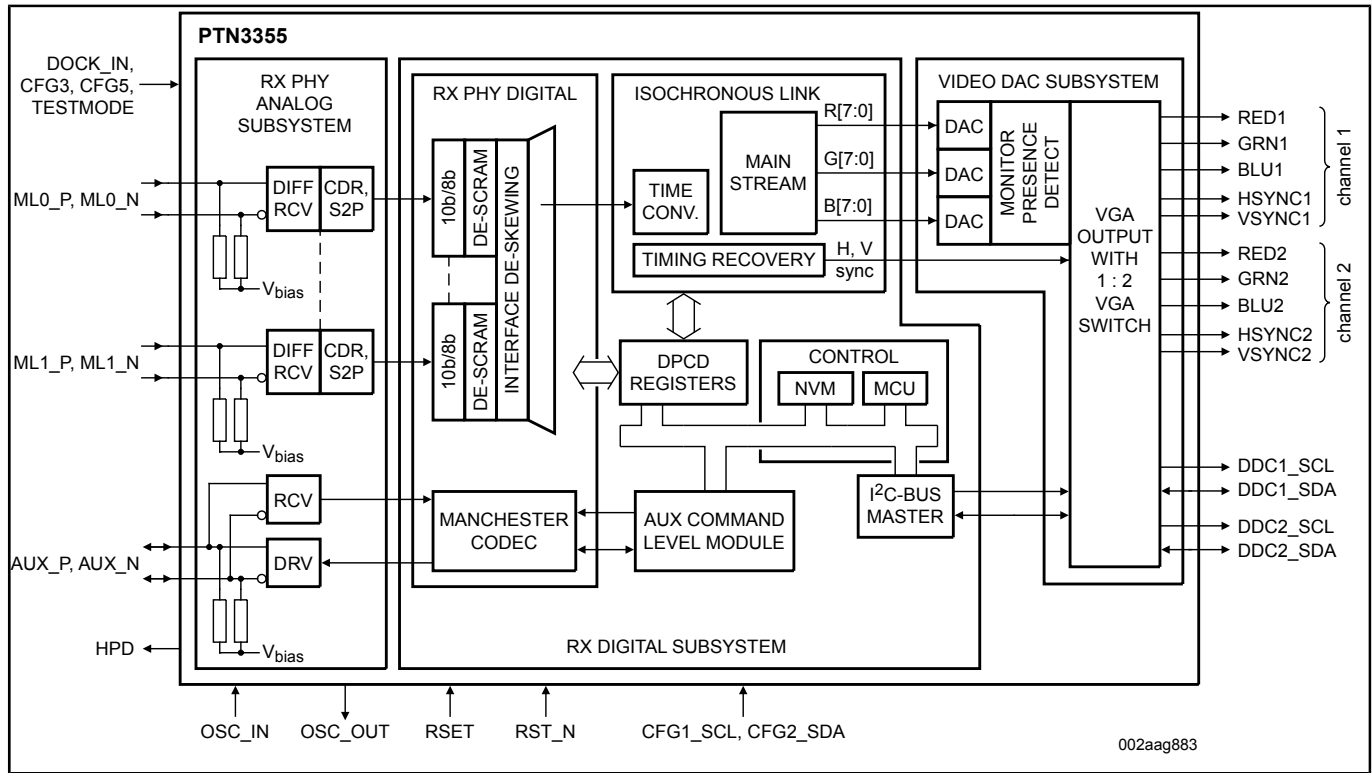 PTN3355
DOCK_IN,
CFG3, CFG5,
TESTMODE
RX PHY
ANALOG
SUBSYSTEM
RX PHY DIGITAL
ISOCHRONOUS LINK
VIDEO DAC SUBSYSTEM
ML0_P, ML0_N
DIFF
RCV
CDR,
S2P
Vbias
10b/8b
DE-SCRAM
INTERFACE DE-SKEWING
TIME
CONV.
MAIN
STREAM
R[7:0]
G[7:0]
B[7:0]
TIMING RECOVERY
H, V
sync
DAC
DAC
DAC
MONITOR
PRESENCE
DETECT
VGA
OUTPUT
WITH
1 : 2
VGA
SWITCH
RED1
GRN1
BLU1
HSYNC1
VSYNC1
channel 1
RED2
GRN2
BLU2
HSYNC2
VSYNC2
channel 2
ML1_P, ML1_N
DIFF
RCV
CDR,
S2P
Vbias
10b/8b
DE-SCRAM
DPCD
REGISTERS
CONTROL
NVM
MCU
RCV
DRV
AUX_P, AUX_N
Vbias
MANCHESTER
CODEC
AUX COMMAND
LEVEL MODULE
I2C-BUS
MASTER
DDC1_SCL
DDC1_SDA
DDC2_SCL
DDC2_SDA
HPD
RX DIGITAL SUBSYSTEM
OSC_IN
OSC_OUT
RSET
RST_N
CFG1_SCL, CFG2_SDA
002aag883